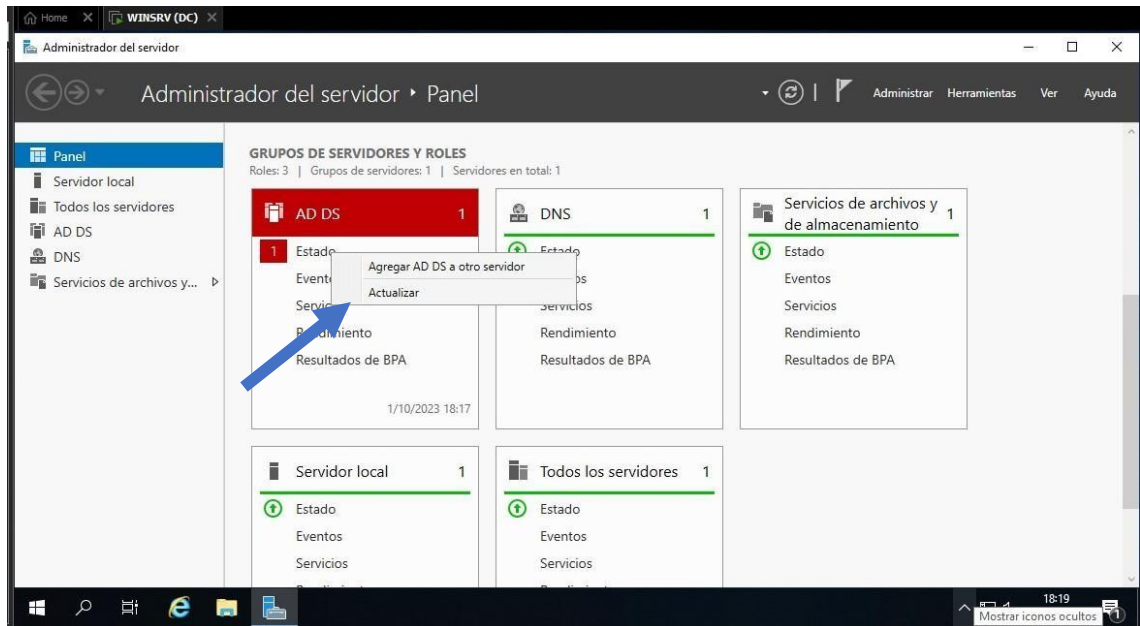 Home
WINSRV (DC)
Administrador del servidor
Administrador del servidor • Panel
Administrar Herramientas Ver Ayuda
Panel
Servidor local
Todos los servidores
AD DS
DNS
Servicios de archivos y...
GRUPOS DE SERVIDORES Y ROLES
Roles: 3 | Grupos de servidores: 1 | Servidores en total: 1
AD DS 1
1 Estado
Resultados de BPA
1/10/2023 18:17
Agregar AD DS a otro servidor
Actualizar
DNS 1
Estado
Servicios
Rendimiento
Resultados de BPA
Servicios de archivos y de almacenamiento 1
Estado
Eventos
Servicios
Rendimiento
Resultados de BPA
Servidor local 1
Estado
Eventos
Servicios
Todos los servidores 1
Estado
Eventos
Servicios
18:19
Mostrar iconos ocultos
1